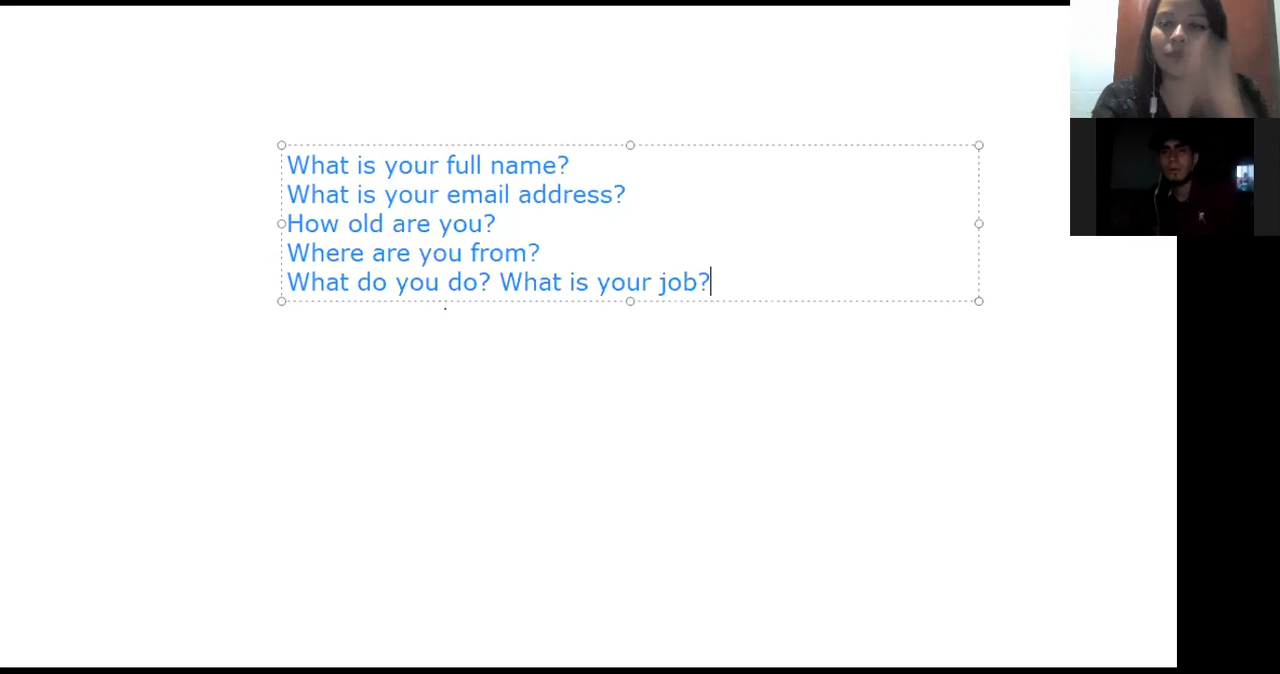 What is your full name?
What is your email address?
How old are you?
Where are you from?
What do you do? What is your job?